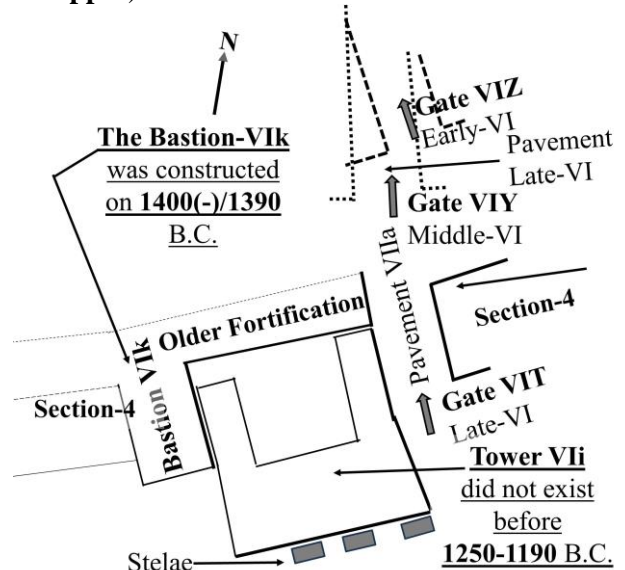 N
Gate VIZ
Early-VI
The Bastion-VIk
was constructed
on 1400(-)/1390
B.C.
Pavement
Late-VI
Gate VIY
Middle-VI
Pavement VIIa
Older Fortification
Section-4
Bastion VIk
Section-4
Gate VIT
Late-VI
Tower VIi
did not exist
before
1250-1190 B.C.
Stelae